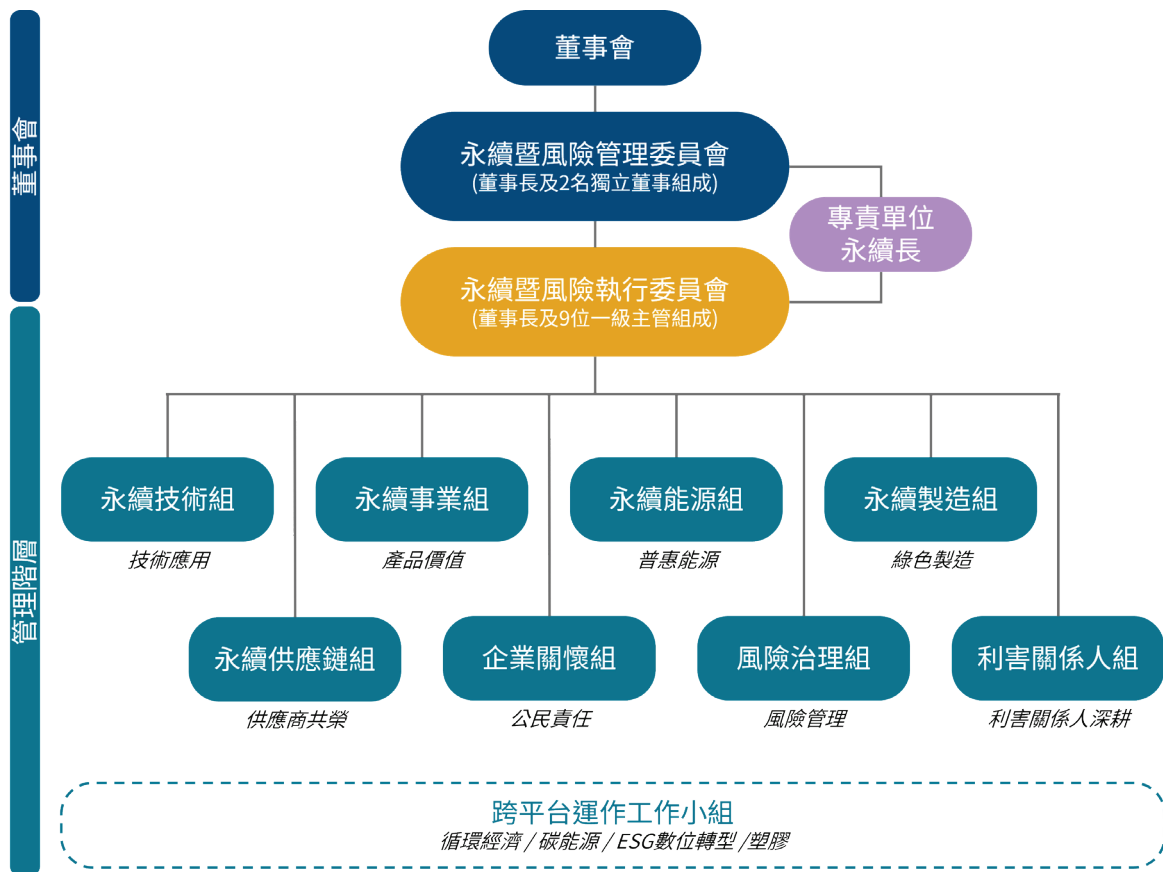 董事會
董事會
永續暨風險管理委員會
(董事長及2名獨立董事組成)
專責單位
永續長
永續暨風險執行委員會
(董事長及9位一級主管組成)
管理階層
永續技術組
技術應用
永續事業組
產品價值
永續能源組
普惠能源
永續製造組
綠色製造
永續供應鏈組
供應商共榮
企業關懷組
公民責任
風險治理組
風險管理
利害關係人組
利害關係人深耕
跨平台運作工作小組
循環經濟 / 碳能源 / ESG數位轉型 /塑膠